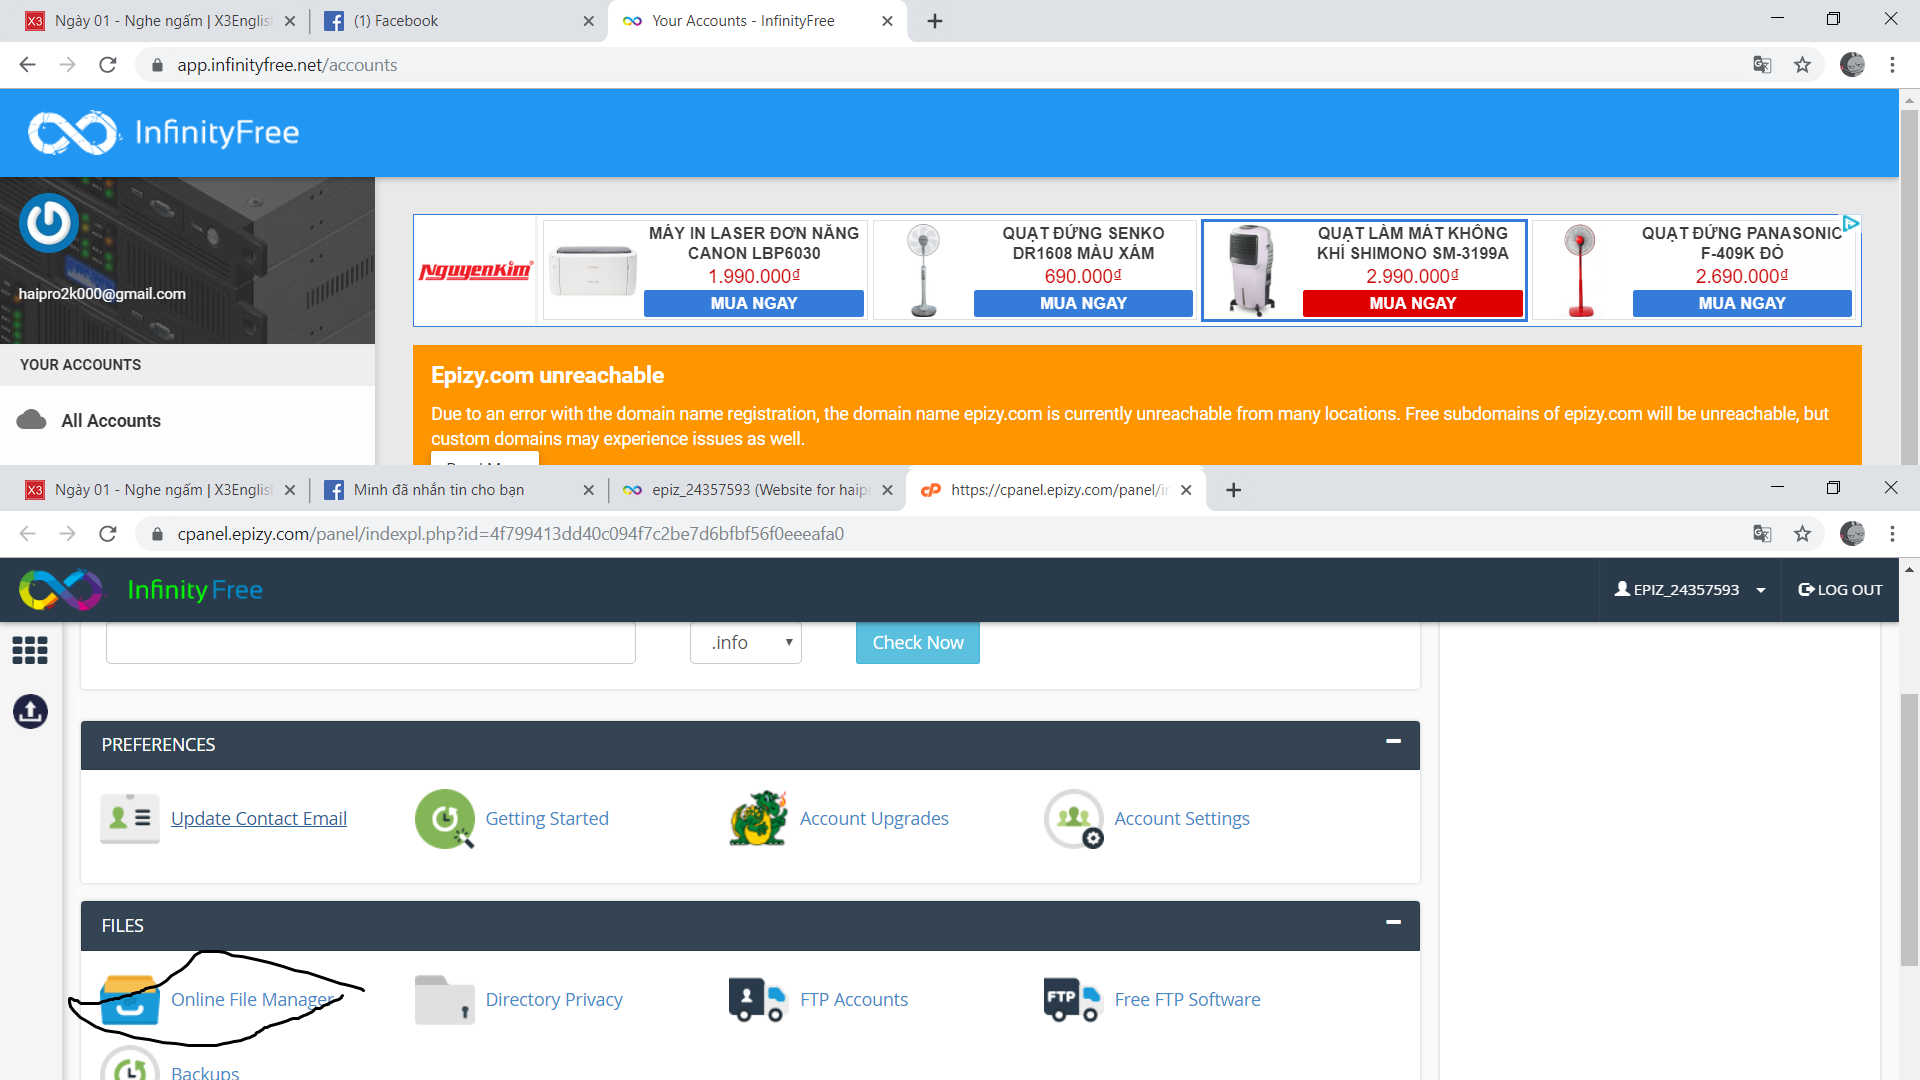 Ngày 01 - Nghe ngấm | X3Englis
(1) Facebook
Your Accounts - InfinityFree
app.infinityfree.net/accounts
InfinityFree
haipro2k000@gmail.com
YOUR ACCOUNTS
All Accounts
NGUYENKIM
MÁY IN LASER ĐƠN NĂNG
CANON LBP6030
1.990.000₫
MUA NGAY
QUẠT ĐỨNG SENKO
DR1608 MÀU XÁM
690.000₫
MUA NGAY
QUẠT LÀM MÁT KHÔNG
KHÍ SHIMONO SM-3199A
2.990.000₫
MUA NGAY
QUẠT ĐỨNG PANASONIC
F-409K ĐỎ
2.690.000₫
MUA NGAY
Epizy.com unreachable
Due to an error with the domain name registration, the domain name epizy.com is currently unreachable from many locations. Free subdomains of epizy.com will be unreachable, but
custom domains may experience issues as well.
Ngày 01 - Nghe ngấm | X3Englis
Minh đã nhắn tin cho bạn
epiz_24357593 (Website for haip
https://cpanel.epizy.com/panel/i
cpanel.epizy.com/panel/indexpl.php?id=4f799413dd40c094f7c2be7d6bfbf56f0eeeafa0
InfinityFree
EPIZ_24357593
LOG OUT
.info
Check Now
PREFERENCES
Update Contact Email
Getting Started
Account Upgrades
Account Settings
FILES
Online File Manager
Directory Privacy
FTP Accounts
FTP
Free FTP Software
Backups